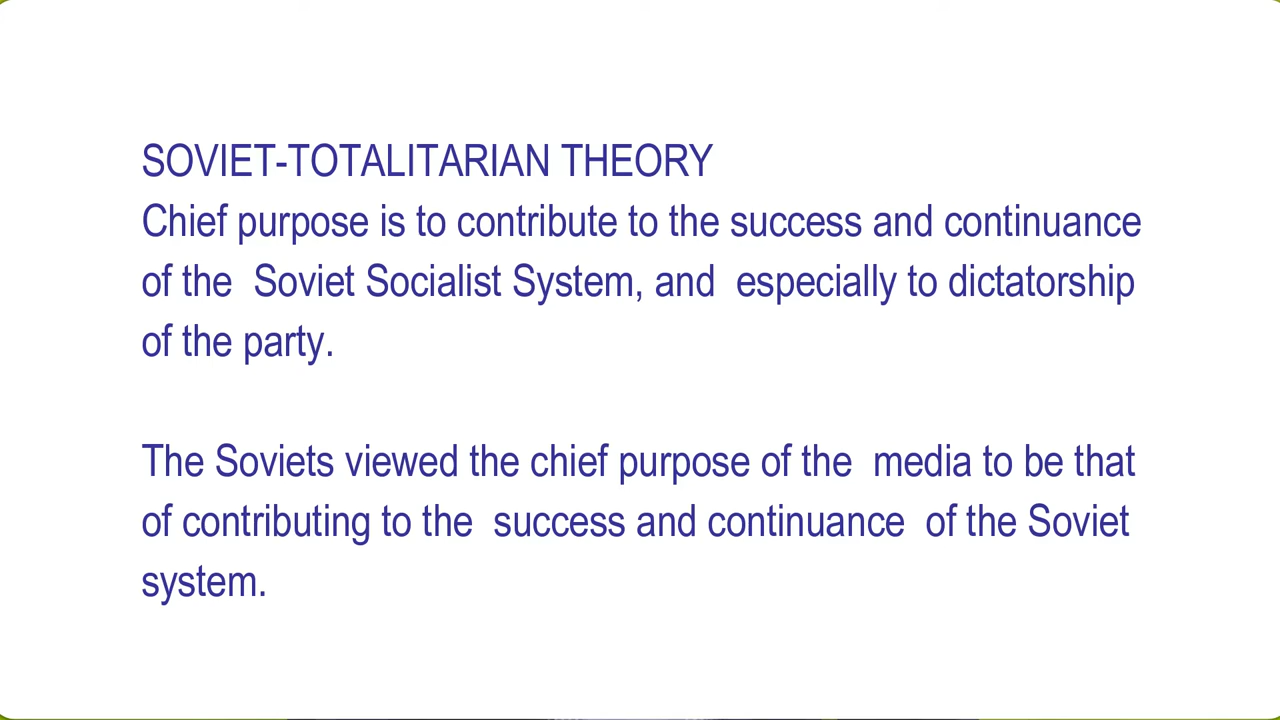 SOVIET-TOTALITARIAN THEORY
Chief purpose is to contribute to the success and continuance
of the  Soviet Socialist System, and  especially to dictatorship
of the party.
The Soviets viewed the chief purpose of the  media to be that
of contributing to the  success and continuance  of the Soviet
system.